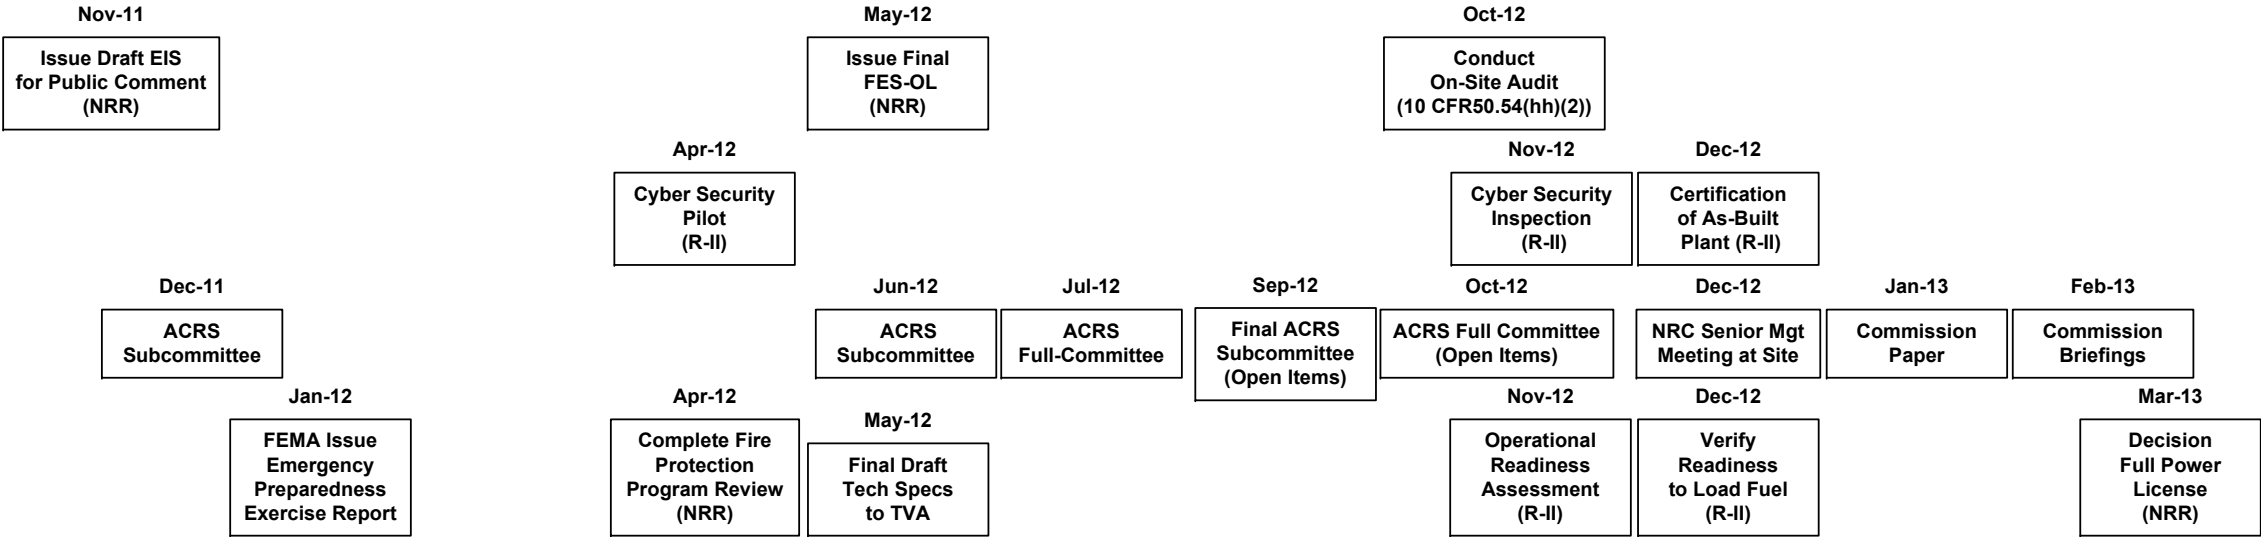 Nov-11
Issue Draft EIS
for Public Comment
(NRR)
May-12
Issue Final
FES-OL
(NRR)
Oct-12
Conduct
On-Site Audit
(10 CFR50.54(hh)(2))
Apr-12
Cyber Security
Pilot
(R-II)
Nov-12
Cyber Security
Inspection
(R-II)
Dec-12
Certification
of As-Built
Plant (R-II)
Dec-11
ACRS
Subcommittee
Jun-12
ACRS
Subcommittee
Jul-12
ACRS
Full-Committee
Sep-12
Final ACRS
Subcommittee
(Open Items)
Oct-12
ACRS Full Committee
(Open Items)
Dec-12
NRC Senior Mgt
Meeting at Site
Jan-13
Commission
Paper
Feb-13
Commission
Briefings
Jan-12
FEMA Issue
Emergency
Preparedness
Exercise Report
Apr-12
Complete Fire
Protection
Program Review
(NRR)
May-12
Final Draft
Tech Specs
to TVA
Nov-12
Operational
Readiness
Assessment
(R-II)
Dec-12
Verify
Readiness
to Load Fuel
(R-II)
Mar-13
Decision
Full Power
License
(NRR)